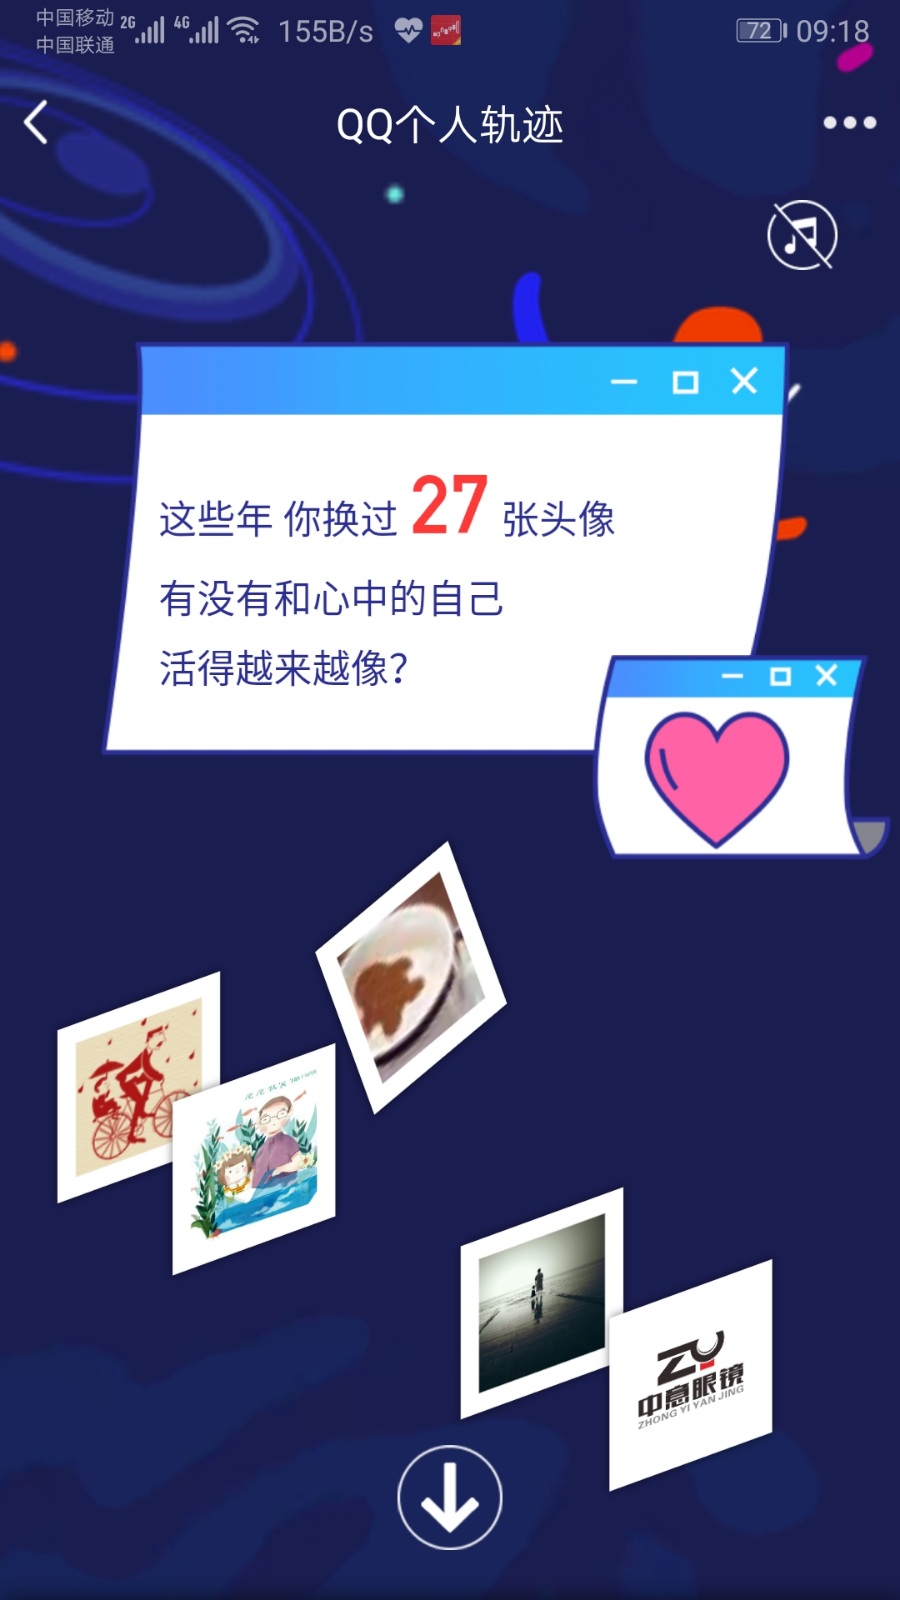 中国移动 2G 4G 155B/s 72 09:18
中国联通
QQ个人轨迹
这些年 你换过 27 张头像
有没有和心中的自己
活得越来越像?
ZY
中意眼镜
ZHONG YI YAN JING